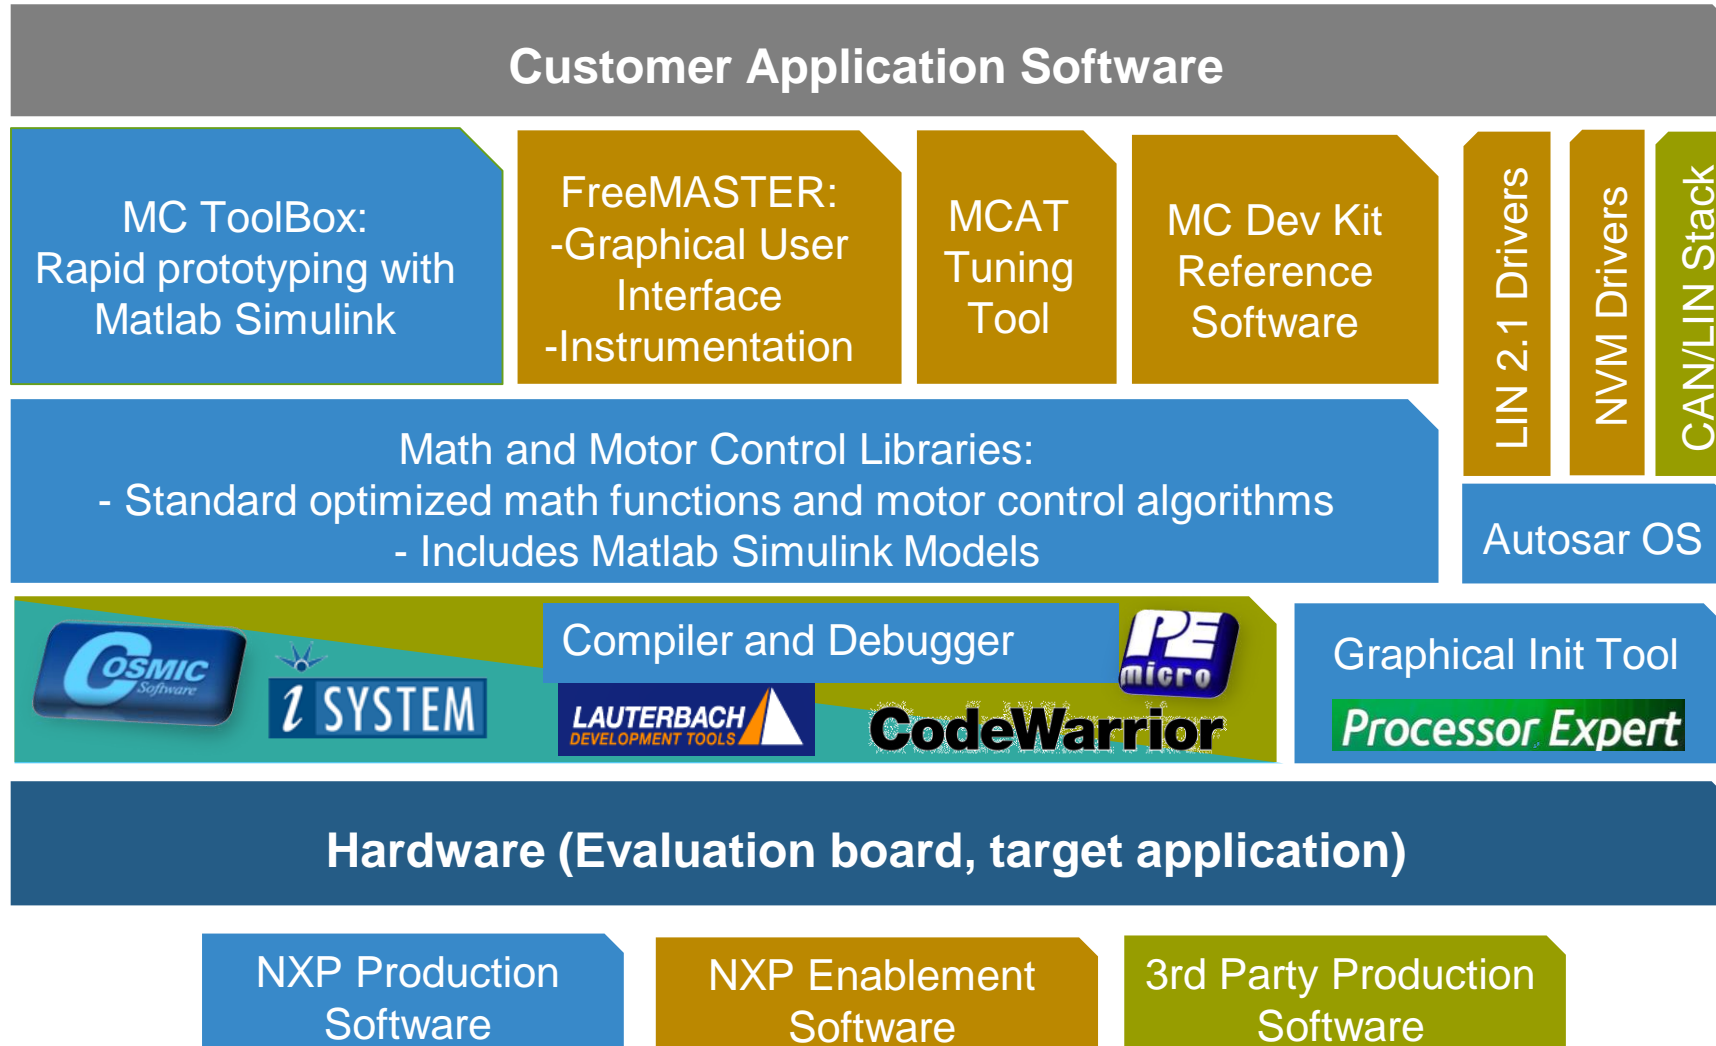 Customer Application Software
MC ToolBox:
Rapid prototyping with
Matlab Simulink
FreeMASTER:
-Graphical User
Interface
-Instrumentation
MCAT
Tuning
Tool
MC Dev Kit
Reference
Software
LIN 2.1 Drivers
NVM Drivers
CAN/LIN Stack
Math and Motor Control Libraries:
- Standard optimized math functions and motor control algorithms
- Includes Matlab Simulink Models
Autosar OS
COSMIC
Software
i SYSTEM
Compiler and Debugger
LAUTERBACH
DEVELOPMENT TOOLS
PE
micro
CodeWarrior
Graphical Init Tool
Processor Expert
Hardware (Evaluation board, target application)
NXP Production
Software
NXP Enablement
Software
3rd Party Production
Software